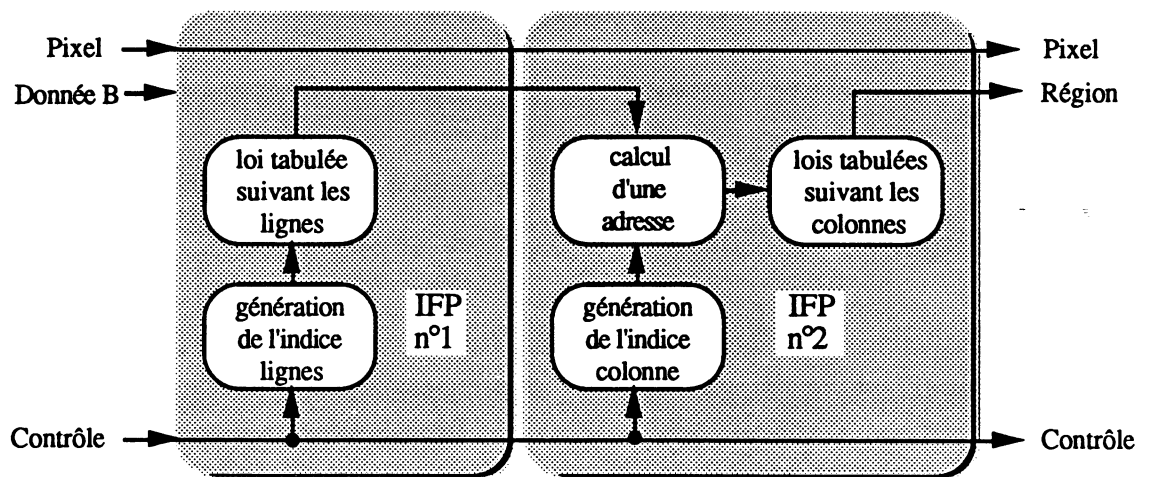 Pixel
Donnée B
Contrôle
loi tabulée
suivant les
lignes
génération
de l'indice
lignes
IFP
n°1
calcul
d'une
adresse
lois tabulées
suivant les
colonnes
génération
de l'indice
colonne
IFP
n°2
Pixel
Région
Contrôle